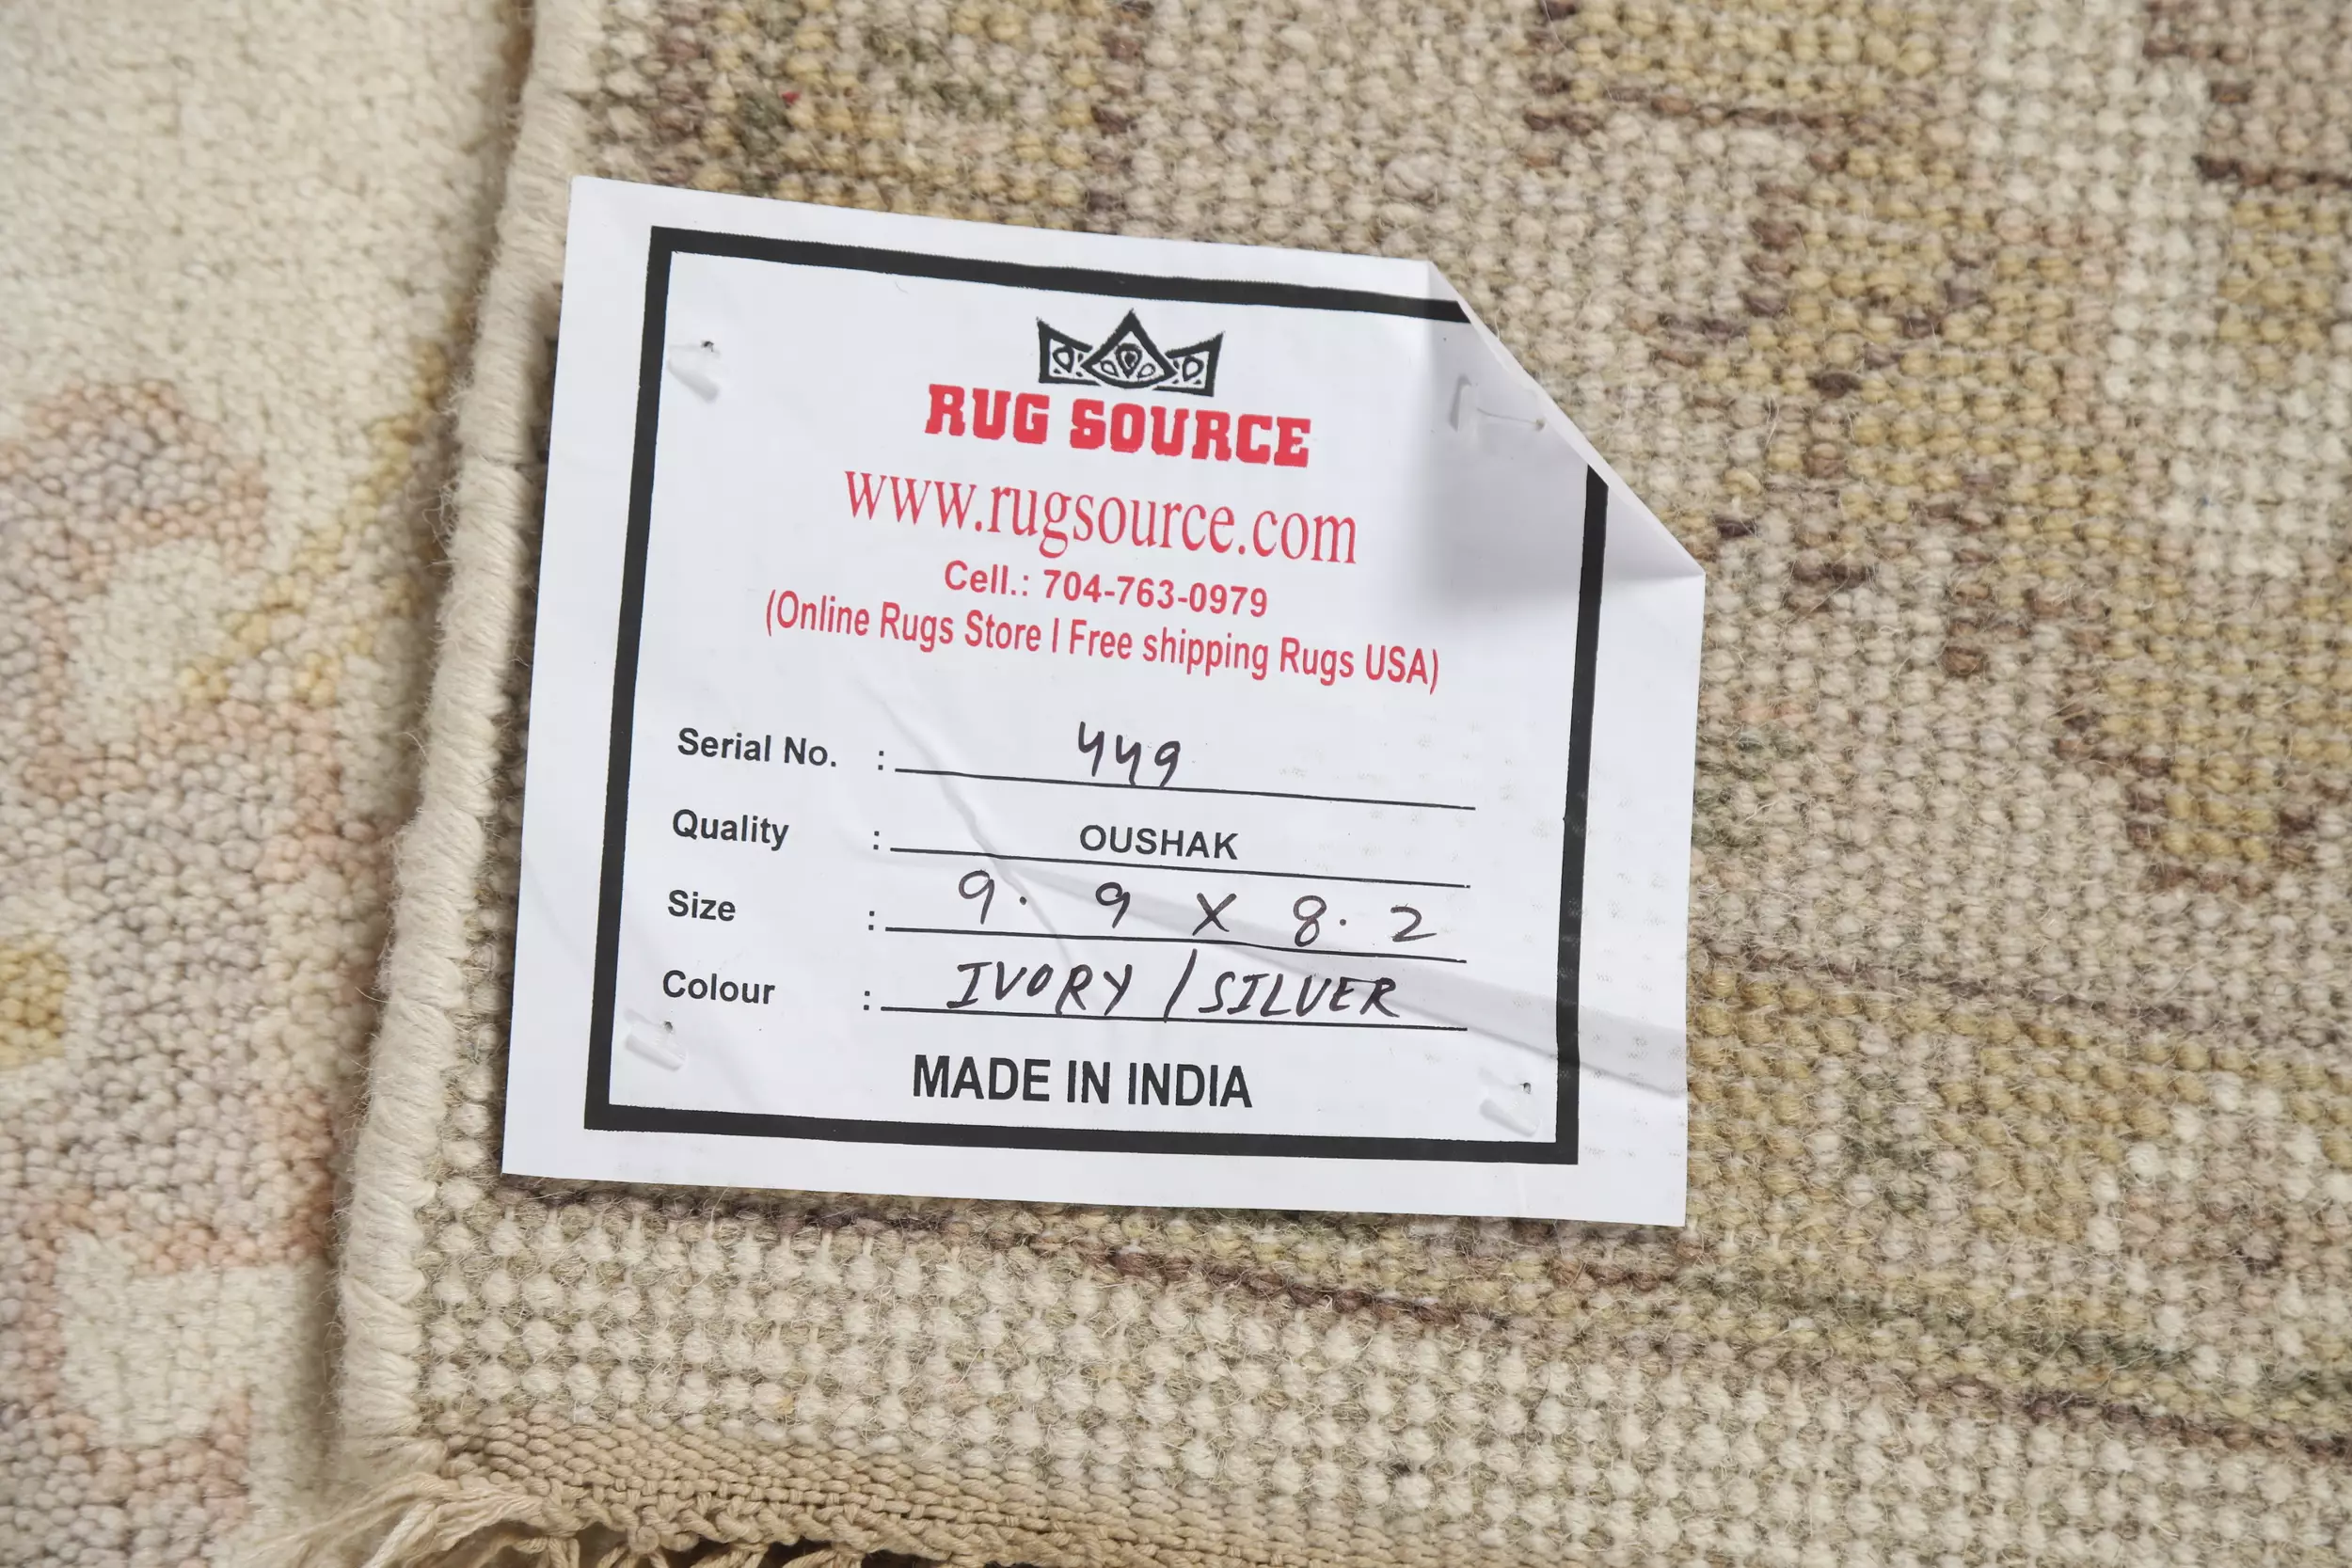 RUG SOURCE
www.rugsource.com
Cell.: 704-763-0979
(Online Rugs Store | Free shipping Rugs USA)
Serial No. : 449
Quality : OUSHAK
Size : 9. 9 X 8. 2
Colour : IVORY / SILVER
MADE IN INDIA